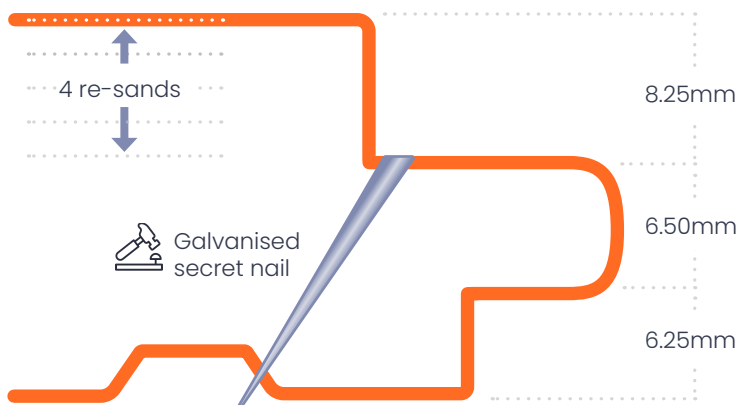 8.25mm
4 re-sands
6.50mm
Galvanised
secret nail
6.25mm